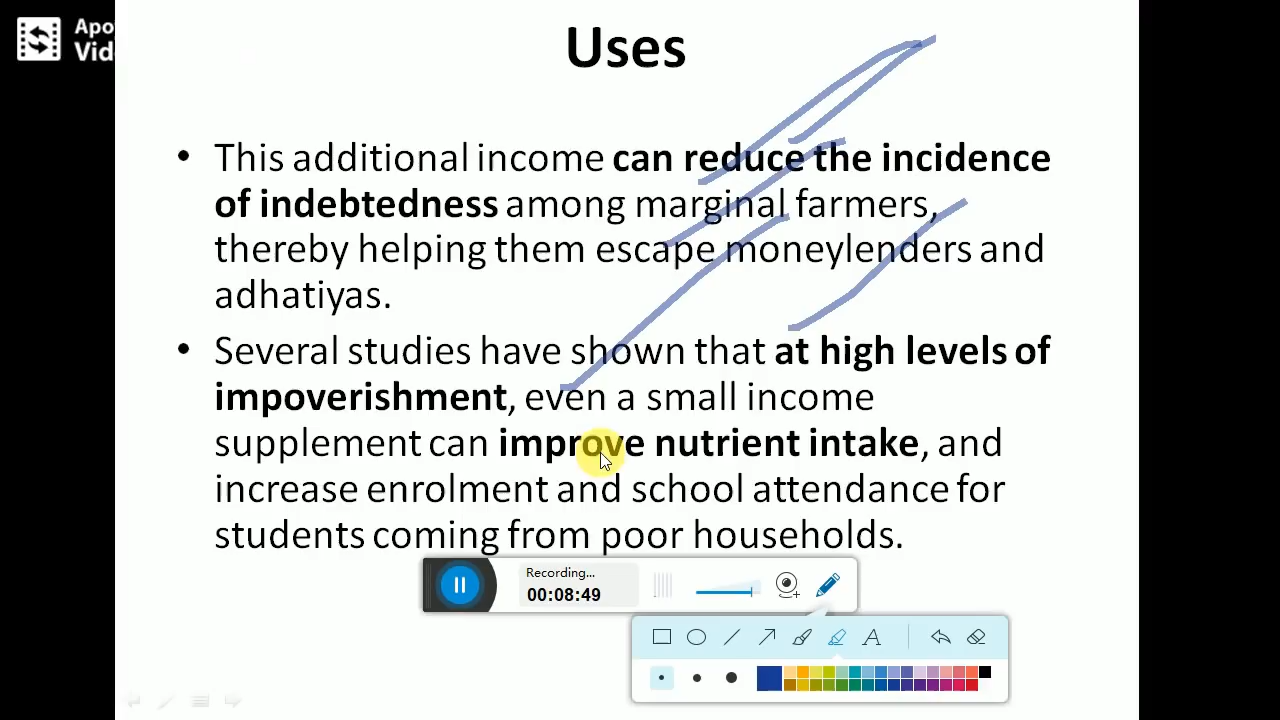 Apo
Vid
Uses
• This additional income can reduce the incidence
of indebtedness among marginal farmers,
thereby helping them escape moneylenders and
adhatiyas.
• Several studies have shown that at high levels of
impoverishment, even a small income
supplement can improve nutrient intake, and
increase enrolment and school attendance for
students coming from poor households.
Recording...
00:08:49
A